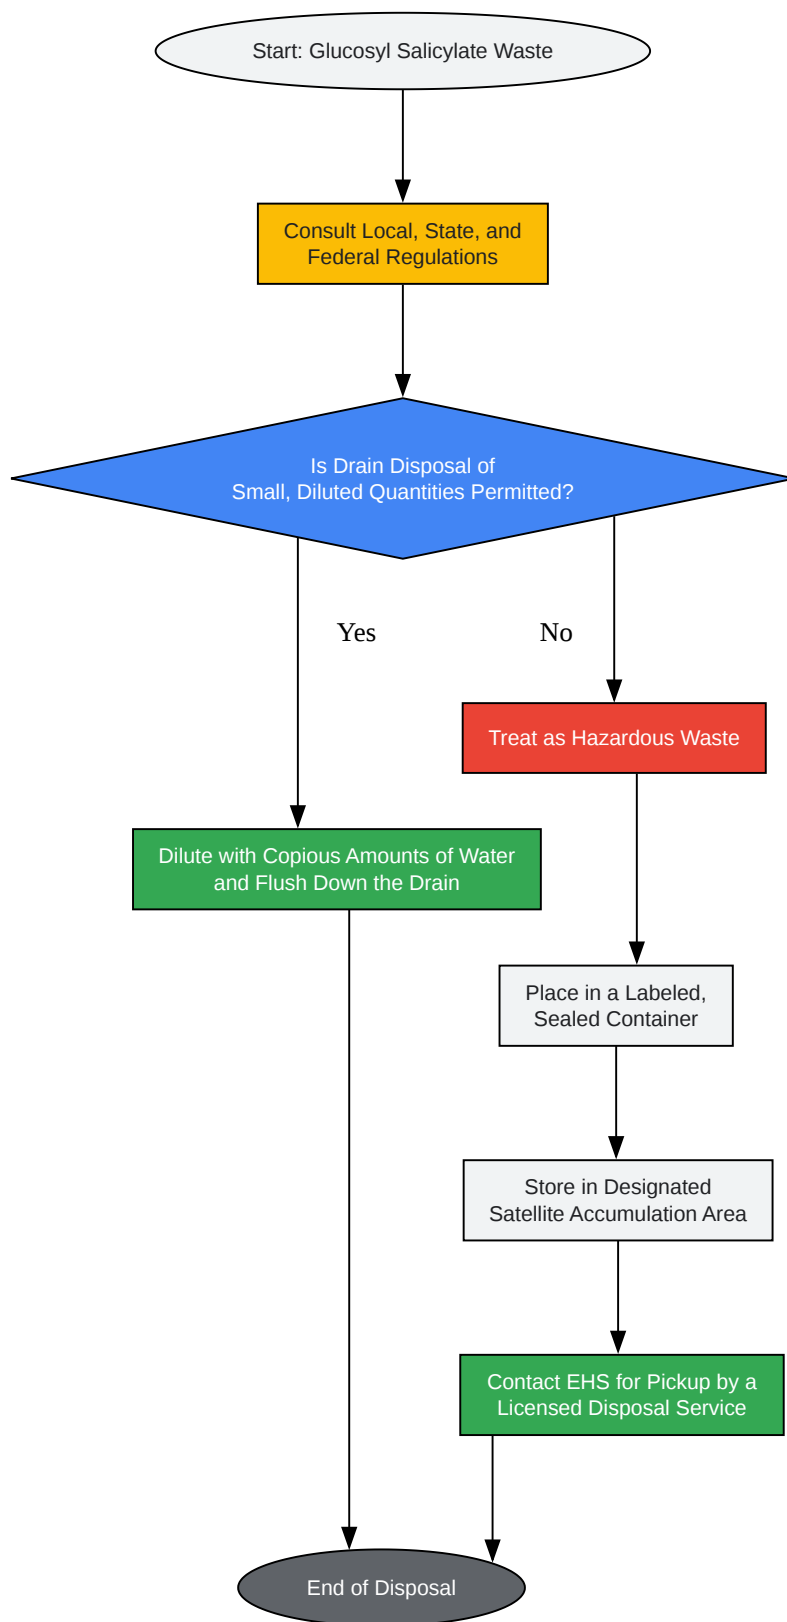 Start: Glucosyl Salicylate Waste
Consult Local, State, and
Federal Regulations
Is Drain Disposal of
Small, Diluted Quantities Permitted?
Yes
No
Treat as Hazardous Waste
Dilute with Copious Amounts of Water
and Flush Down the Drain
Place in a Labeled,
Sealed Container
Store in Designated
Satellite Accumulation Area
Contact EHS for Pickup by a
Licensed Disposal Service
End of Disposal